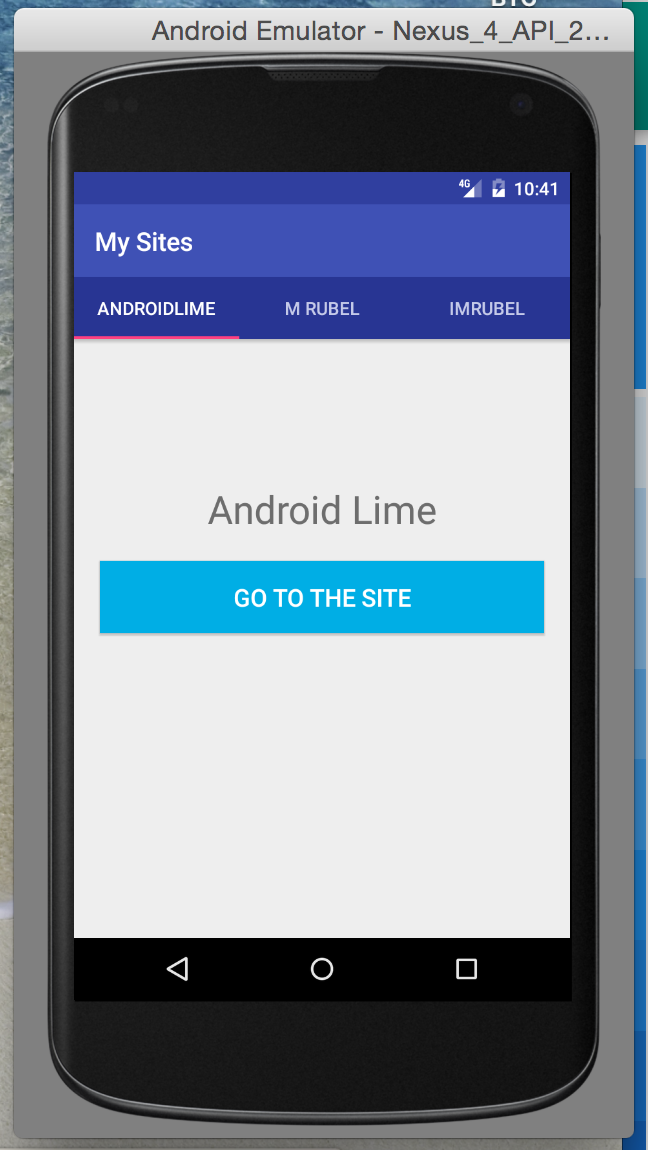 Android Emulator - Nexus_4_API_2...
4G 10:41
My Sites
ANDROIDLIME M RUBEL IMRUBEL
Android Lime
GO TO THE SITE